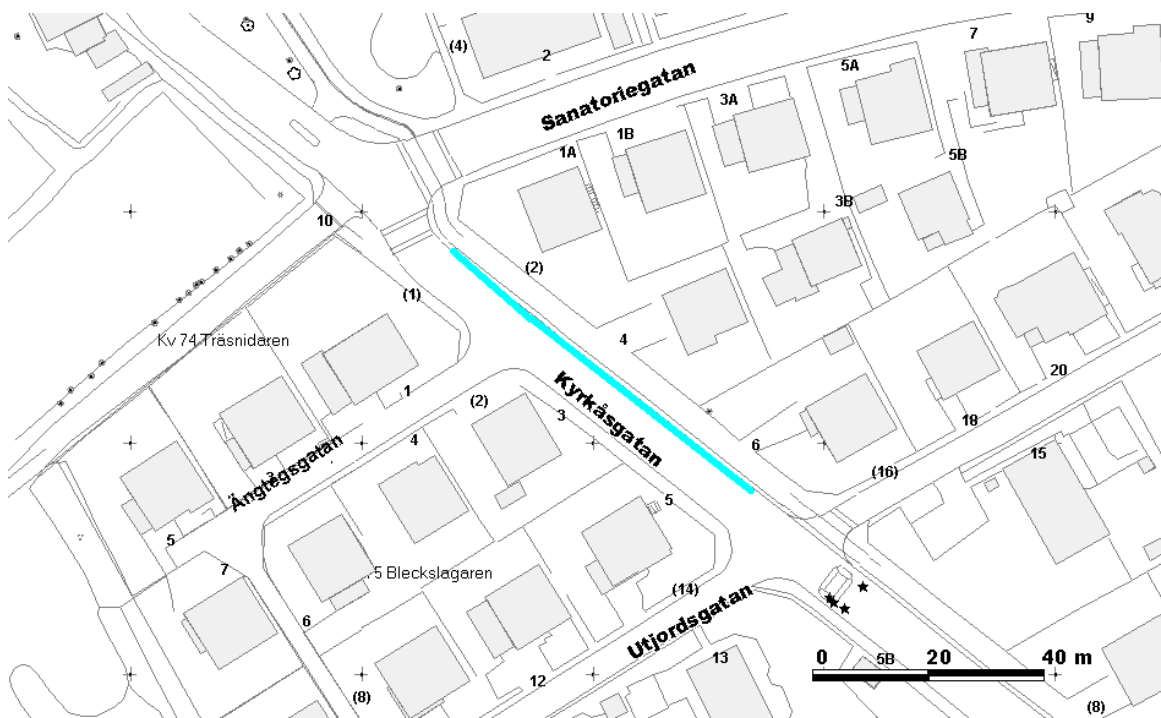 9
7
(4)
2
5A
Sanatoriegatan
3A
1B
1A
5B
3B
10
(2)
(1)
4
Kv 74 Träsnidaren
20
1
(2)
Kyrkåsgatan
3
18
4
6
(16)
15
3
Ängtegsgatan
5
5
7
75 Bleckslagaren
(14)
6
Utjordsgatan
13
5B
0 20 40 m
12
(8)
(8)